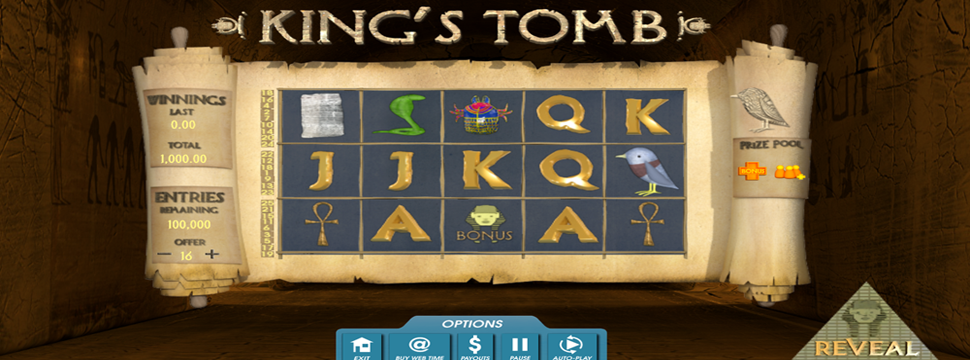 KING'S TOMB
WINNINGS
LAST
0.00
TOTAL
1,000.00
ENTRIES
REMAINING
100,000
OFFER
— 16 +
Q K
J J K Q
A BONUS A
PRIZE POOL
BONUS
OPTIONS
EXIT
@
BUY WEB TIME
$
PAYOUTS
PAUSE
AUTO-PLAY
REVEAL